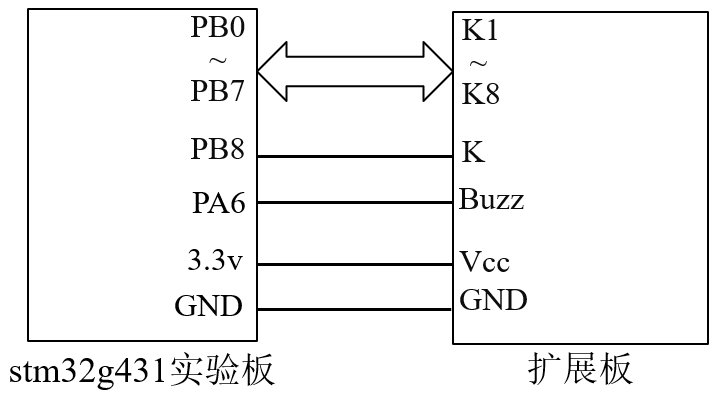 PB0
~
PB7
PB8
PA6
3.3v
GND
stm32g431实验板
K1
~
K8
K
Buzz
Vcc
GND
扩展板